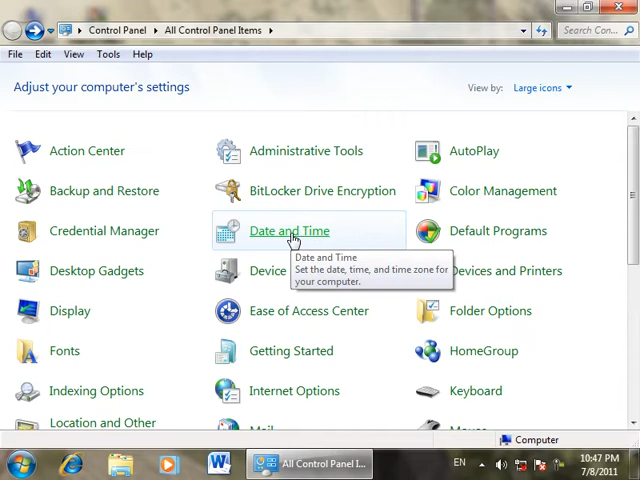 Control Panel ▸ All Control Panel Items ▸
Search Con...
File Edit View Tools Help
Adjust your computer's settings
View by: Large icons
Action Center
Administrative Tools
AutoPlay
Backup and Restore
BitLocker Drive Encryption
Color Management
Credential Manager
Date and Time
Default Programs
Date and Time
Set the date, time, and time zone for
your computer.
Desktop Gadgets
Device
Devices and Printers
Display
Ease of Access Center
Folder Options
Fonts
Getting Started
HomeGroup
Indexing Options
Internet Options
Keyboard
Location and Other
Mail
Mouse
Computer
All Control Panel I...
EN
10:47 PM
7/8/2011